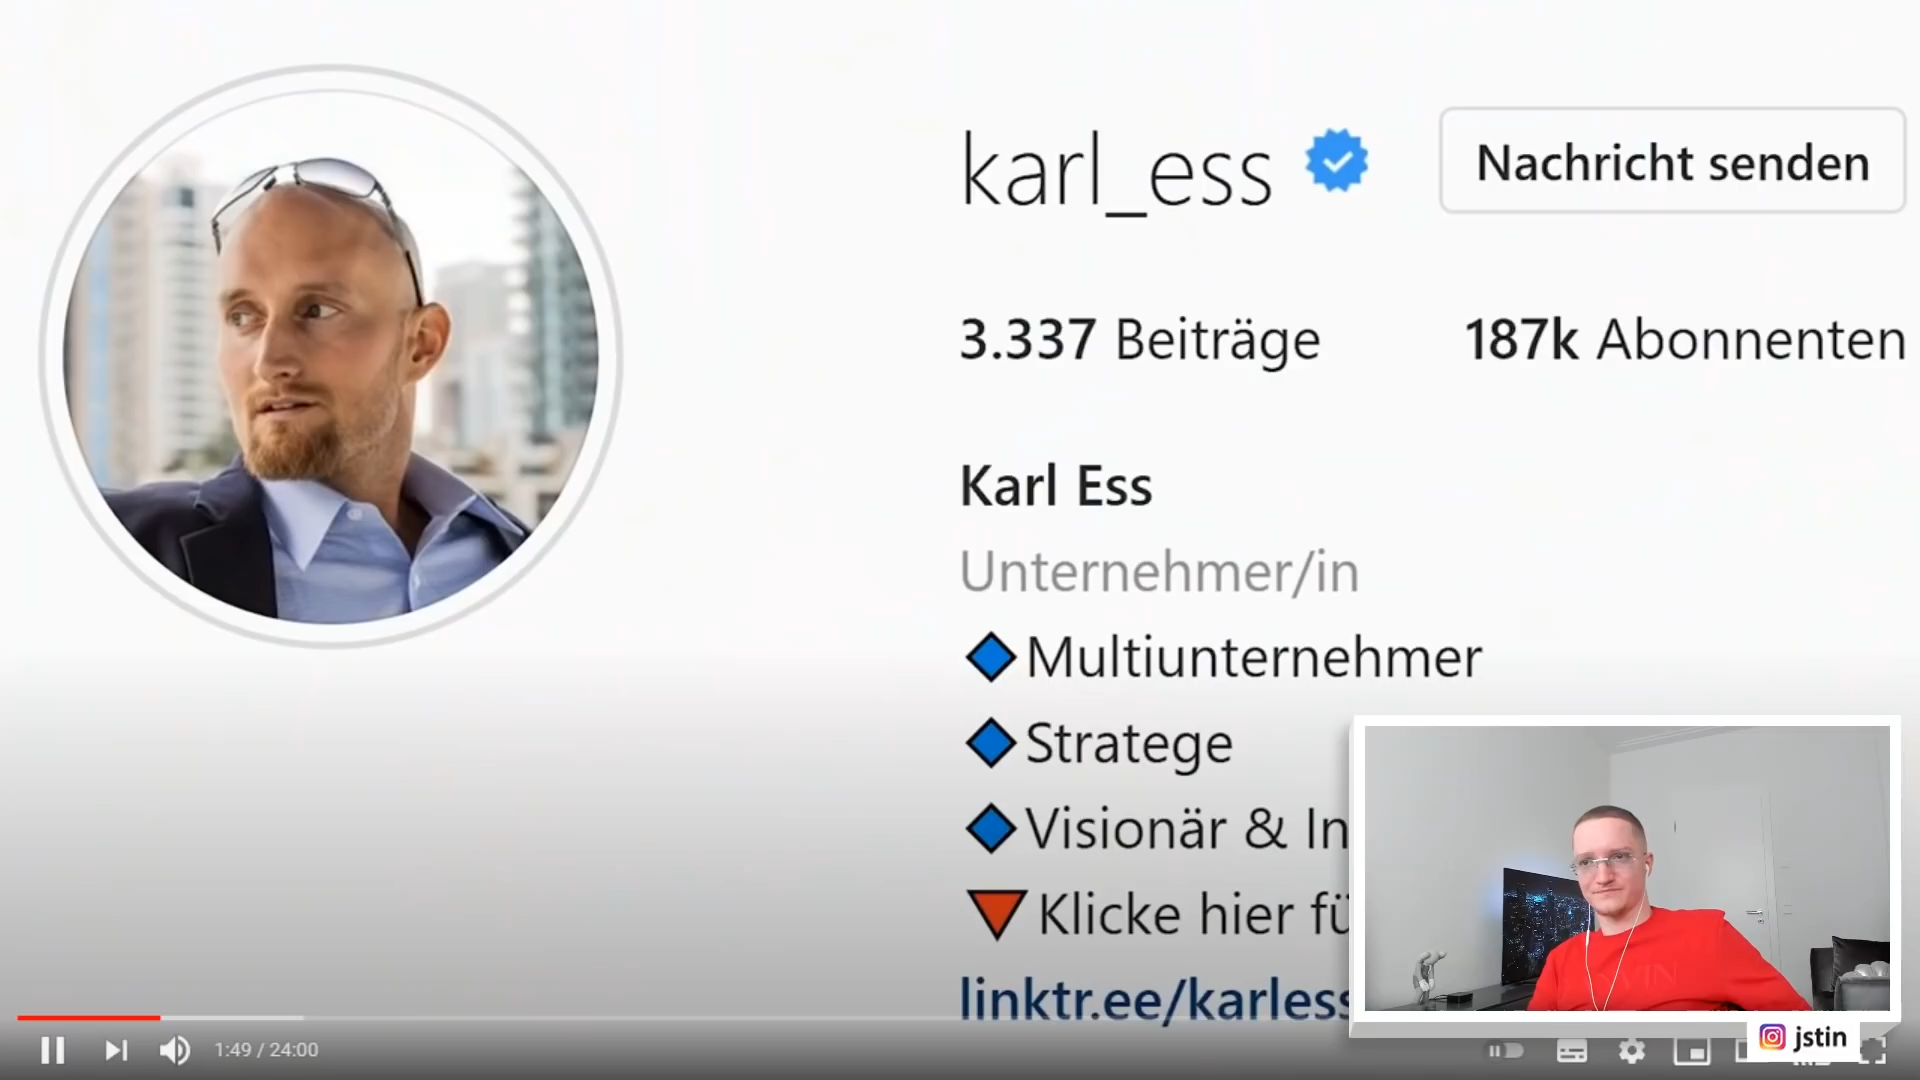 karl_ess
Nachricht senden
3.337 Beiträge
187k Abonnenten
Karl Ess
Unternehmer/in
Multiunternehmer
Stratege
Visionär & In
Klicke hier fü
linktr.ee/karless
1:49 / 24:00
jstin